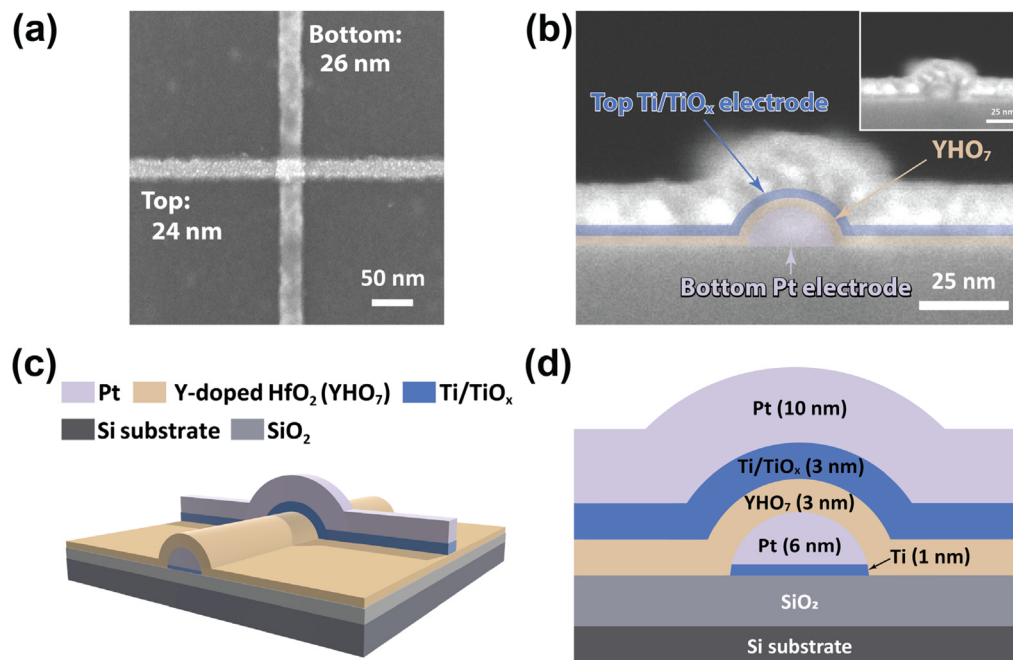 (a)
Bottom:
26 nm
Top:
24 nm
50 nm
(b)
25 nm
Top Ti/TiOₓ electrode
YHO₇
Bottom Pt electrode
25 nm
(c)
Pt
Y-doped HfO₂ (YHO₇)
Ti/TiOₓ
Si substrate
SiO₂
(d)
Pt (10 nm)
Ti/TiOₓ (3 nm)
YHO₇ (3 nm)
Pt (6 nm)
Ti (1 nm)
SiO₂
Si substrate